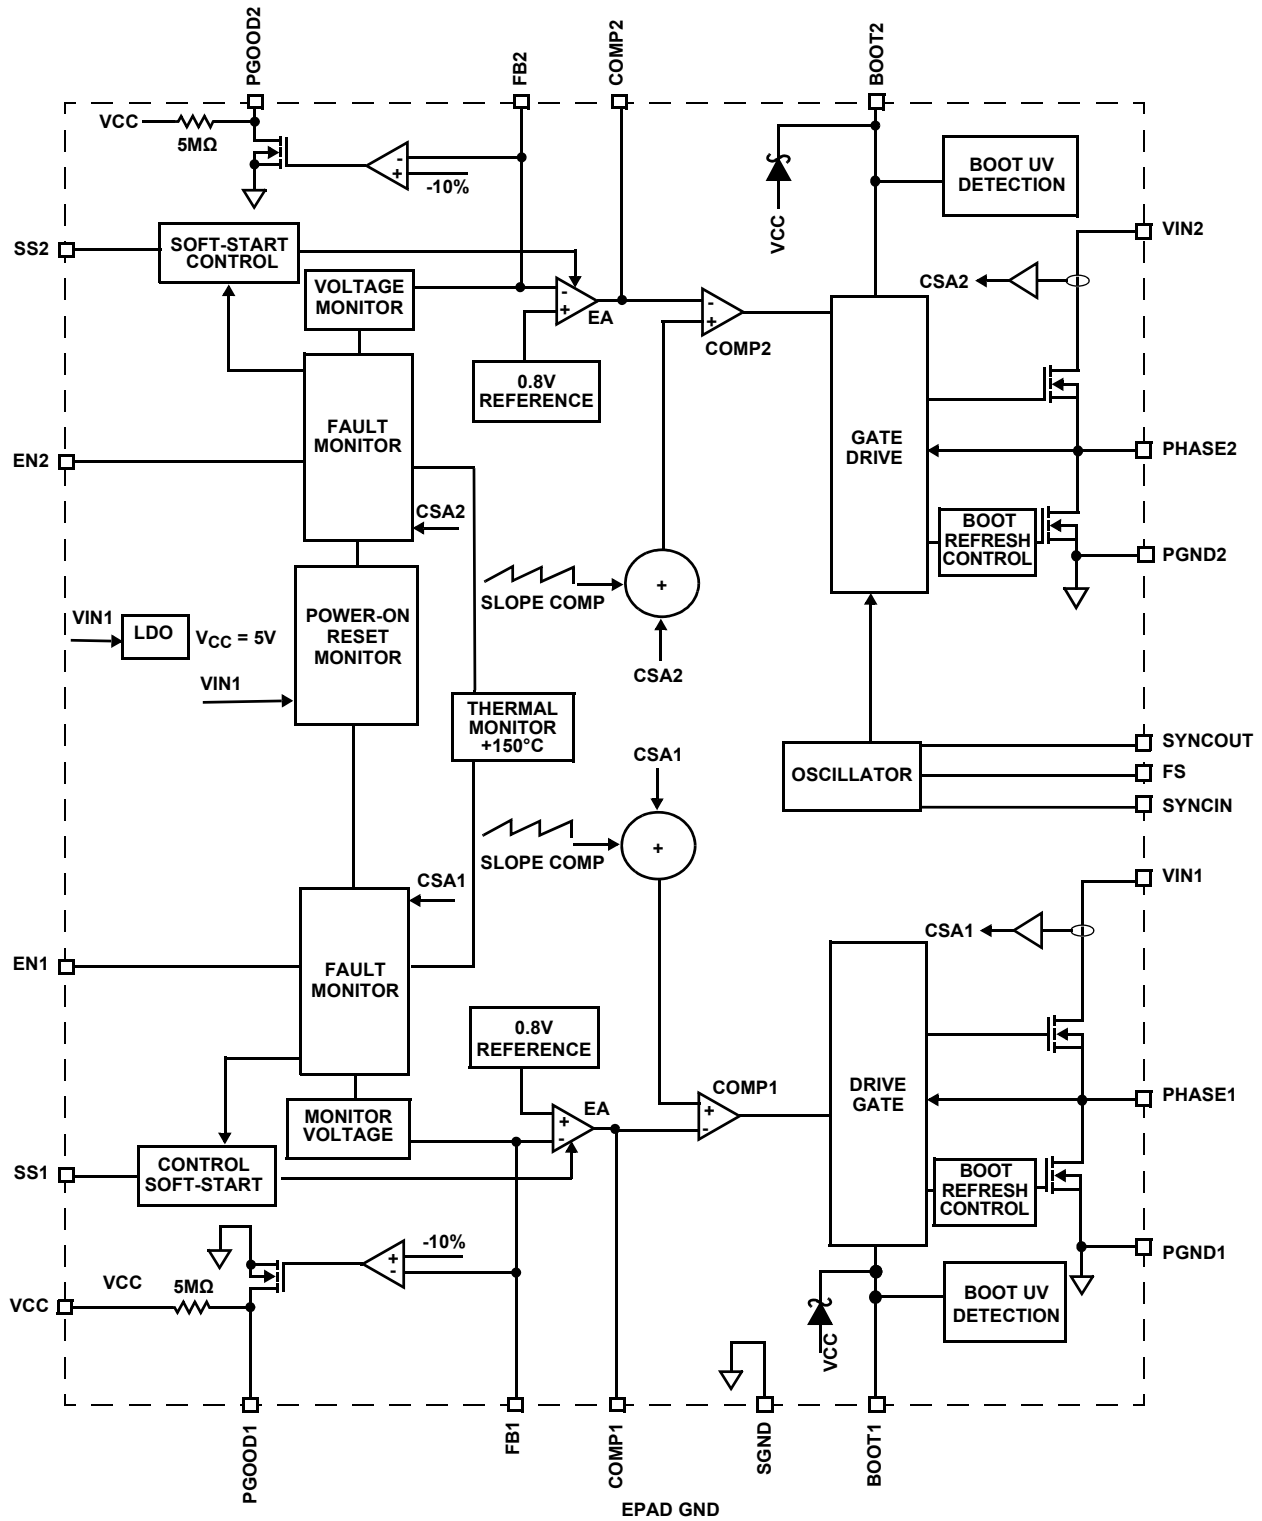 PGOOD2
FB2
COMP2
BOOT2
VCC
5MΩ
-
+
-10%
VCC
BOOT UV
DETECTION
SS2
SOFT-START
CONTROL
VOLTAGE
MONITOR
-
+
EA
-
+
COMP2
CSA2
VIN2
0.8V
REFERENCE
FAULT
MONITOR
EN2
CSA2
GATE
DRIVE
PHASE2
BOOT
REFRESH
CONTROL
PGND2
SLOPE COMP
+
CSA2
VIN1
LDO
VCC = 5V
POWER-ON
RESET
MONITOR
VIN1
THERMAL
MONITOR
+150°C
OSCILLATOR
SYNCOUT
FS
SYNCIN
CSA1
SLOPE COMP
+
CSA1
FAULT
MONITOR
EN1
VIN1
CSA1
0.8V
REFERENCE
DRIVE
GATE
PHASE1
COMP1
+
-
EA
+
-
MONITOR
VOLTAGE
SS1
CONTROL
SOFT-START
BOOT
REFRESH
CONTROL
PGND1
-10%
+
-
VCC
VCC
5MΩ
VCC
BOOT UV
DETECTION
PGOOD1
FB1
COMP1
SGND
BOOT1
EPAD GND